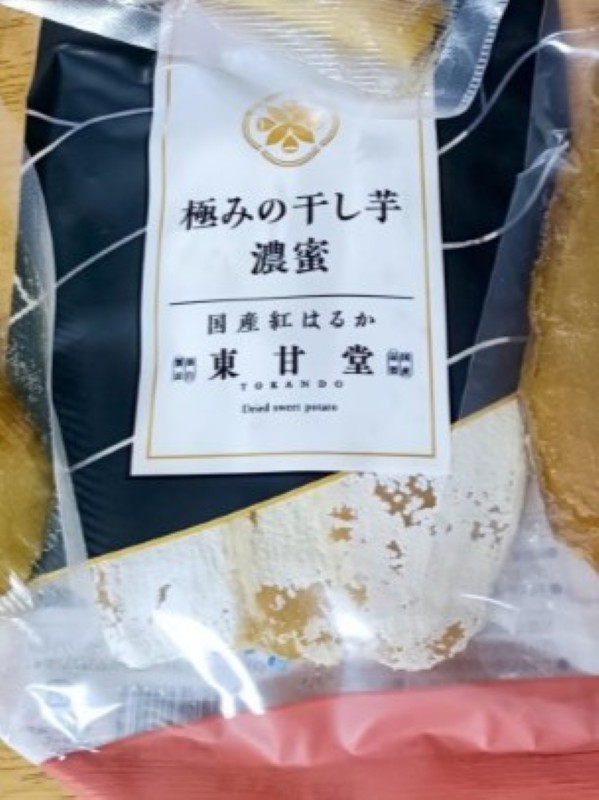 極みの干し芋
濃蜜
国産紅はるか
東甘堂
TOKANDO
Dried sweet potato